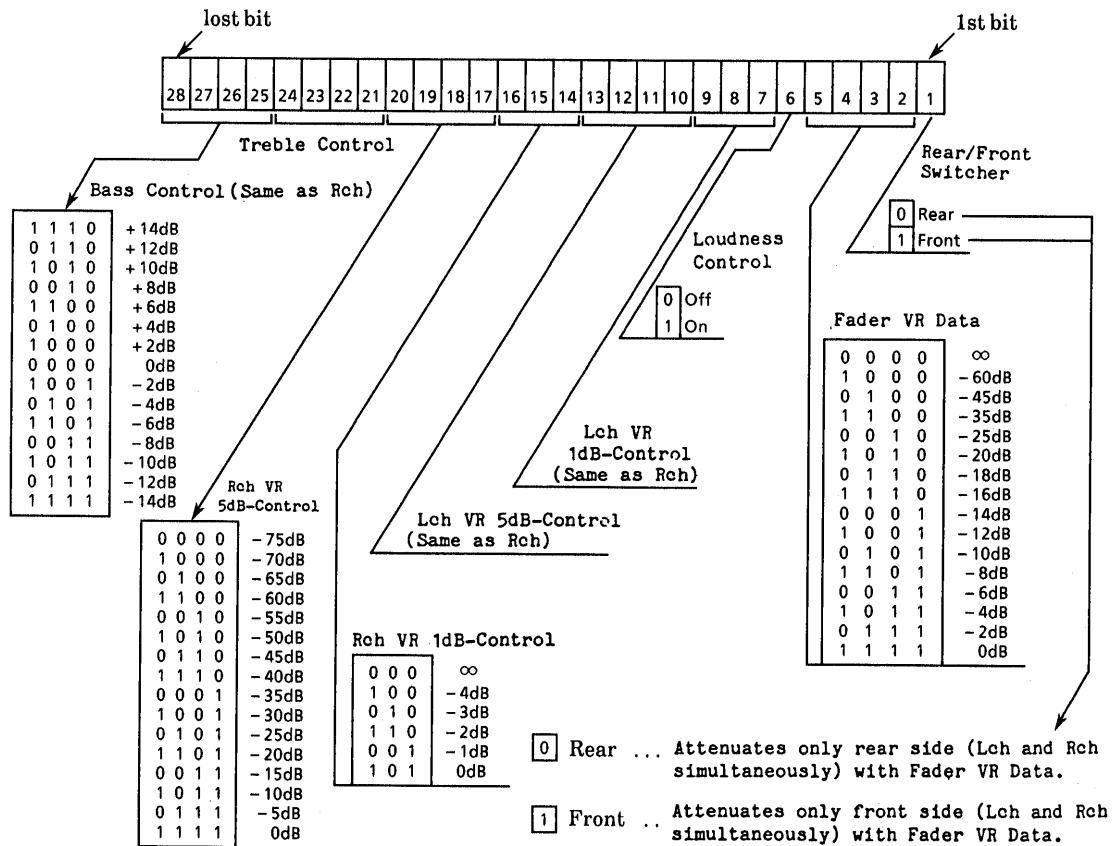 lost bit
1st bit
28 27 26 25 24 23 22 21 20 19 18 17 16 15 14 13 12 11 10 9 8 7 6 5 4 3 2 1
Treble Control
Bass Control (Same as Rch)
1 1 1 0 +14dB
0 1 1 0 +12dB
1 0 1 0 +10dB
0 0 1 0 +8dB
1 1 0 0 +6dB
0 1 0 0 +4dB
1 0 0 0 +2dB
0 0 0 0 0dB
1 0 0 1 −2dB
0 1 0 1 −4dB
1 1 0 1 −6dB
0 0 1 1 −8dB
1 0 1 1 −10dB
0 1 1 1 −12dB
1 1 1 1 −14dB
Rch VR
5dB-Control
0 0 0 0 −75dB
1 0 0 0 −70dB
0 1 0 0 −65dB
1 1 0 0 −60dB
0 0 1 0 −55dB
1 0 1 0 −50dB
0 1 1 0 −45dB
1 1 1 0 −40dB
0 0 0 1 −35dB
1 0 0 1 −30dB
0 1 0 1 −25dB
1 1 0 1 −20dB
0 0 1 1 −15dB
1 0 1 1 −10dB
0 1 1 1 −5dB
1 1 1 1 0dB
Rch VR 1dB-Control
0 0 0 ∞
1 0 0 −4dB
0 1 0 −3dB
1 1 0 −2dB
0 0 1 −1dB
1 0 1 0dB
Lch VR 5dB-Control
(Same as Rch)
Lch VR
1dB-Control
(Same as Rch)
Loudness
Control
0 Off
1 On
Rear/Front
Switcher
0 Rear
1 Front
Fader VR Data
0 0 0 0 ∞
1 0 0 0 −60dB
0 1 0 0 −45dB
1 1 0 0 −35dB
0 0 1 0 −25dB
1 0 1 0 −20dB
0 1 1 0 −18dB
1 1 1 0 −16dB
0 0 0 1 −14dB
1 0 0 1 −12dB
0 1 0 1 −10dB
1 1 0 1 −8dB
0 0 1 1 −6dB
1 0 1 1 −4dB
0 1 1 1 −2dB
1 1 1 1 0dB
0 Rear ... Attenuates only rear side (Lch and Rch
simultaneously) with Fader VR Data.
1 Front .. Attenuates only front side (Lch and Rch
simultaneously) with Fader VR Data.